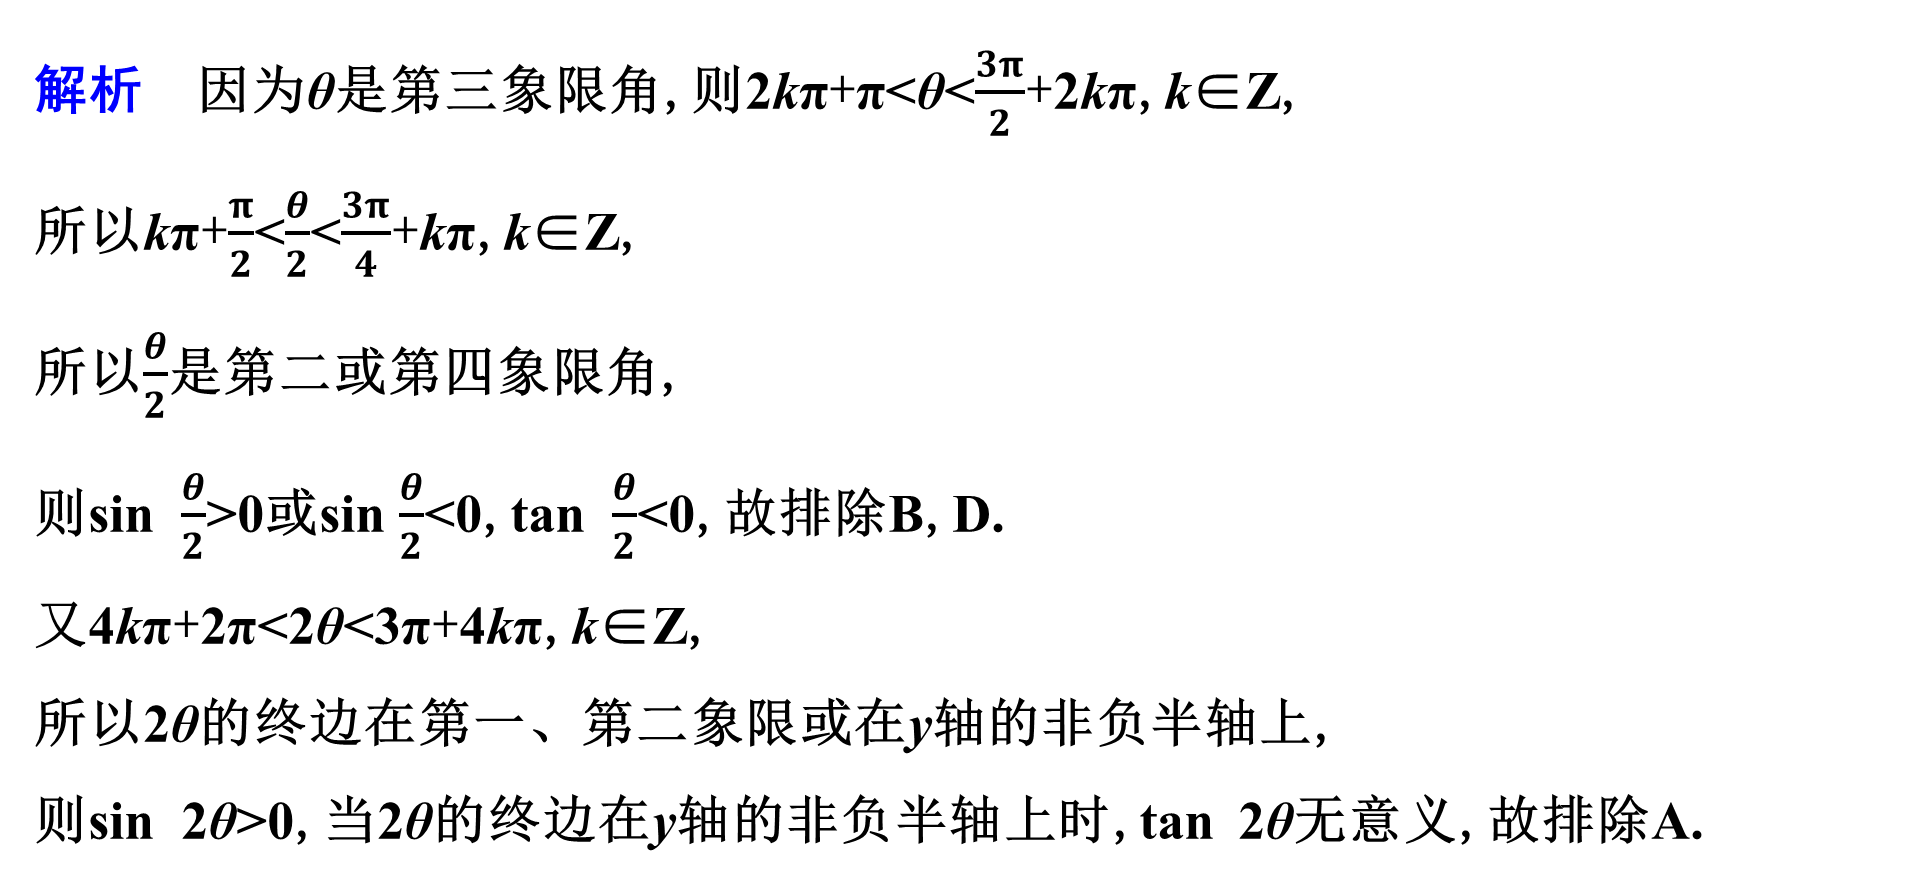 解析 因为θ是第三象限角, 则2kπ+π<θ<3π/2+2kπ, k∈Z,
所以kπ+π/2<θ/2<3π/4+kπ, k∈Z,
所以θ/2是第二或第四象限角,
则sin θ/2>0或sin θ/2<0, tan θ/2<0, 故排除B, D.
又4kπ+2π<2θ<3π+4kπ, k∈Z,
所以2θ的终边在第一、第二象限或在y轴的非负半轴上,
则sin 2θ>0, 当2θ的终边在y轴的非负半轴上时, tan 2θ无意义, 故排除A.